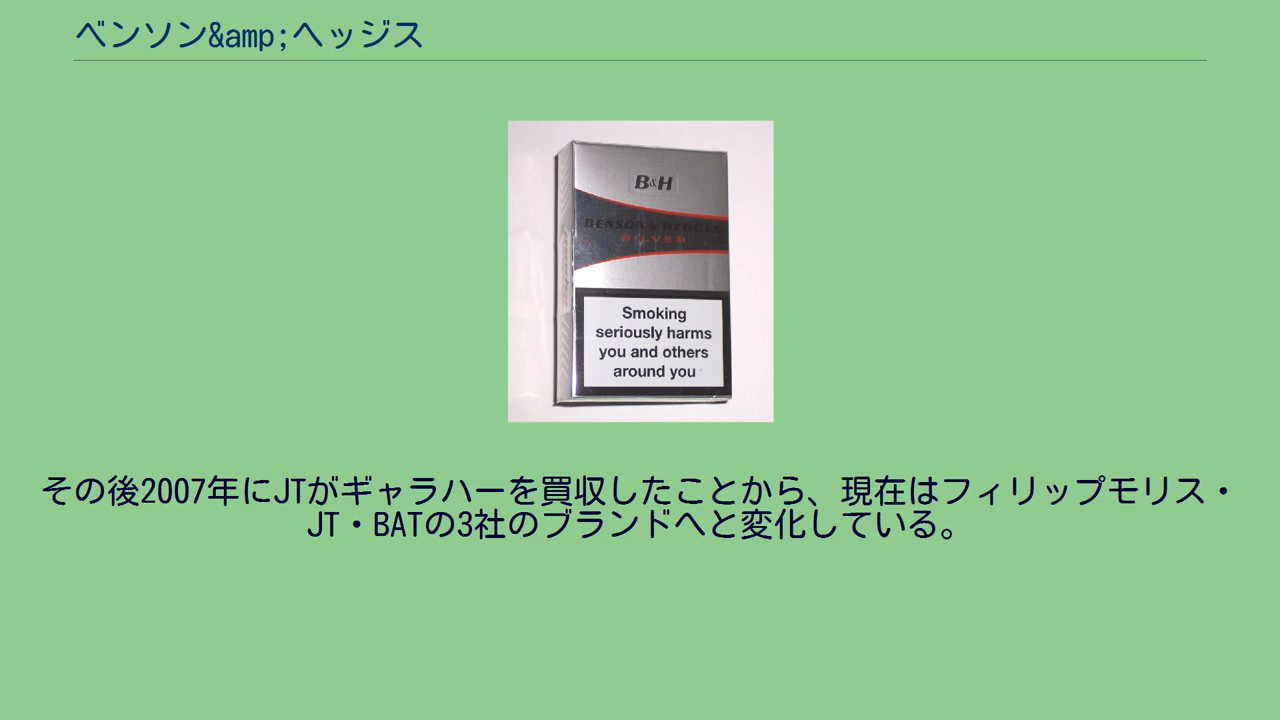 ベンソン&amp;ヘッジス
B&H
BENSON & HEDGES
SILVER
Smoking
seriously harms
you and others
around you
その後2007年にJTがギャラハーを買収したことから、現在はフィリップモリス・
JT・BATの3社のブランドへと変化している。